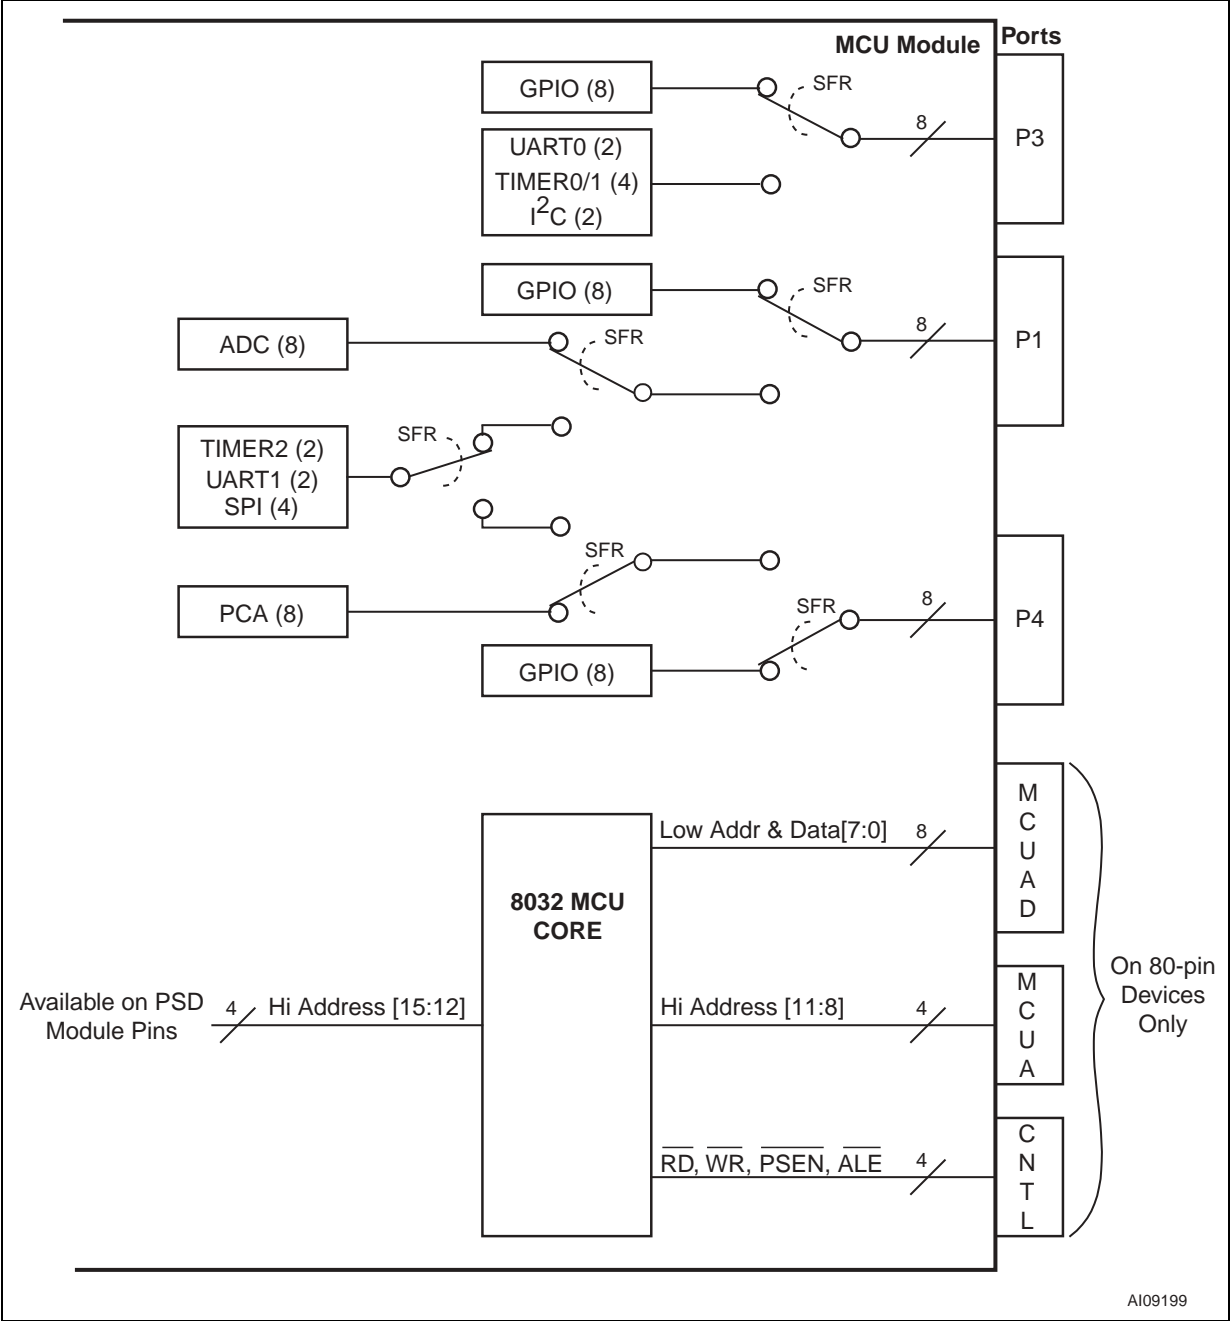 MCU Module
Ports
GPIO (8)
SFR
8
P3
UART0 (2)
TIMER0/1 (4)
I²C (2)
GPIO (8)
SFR
8
P1
ADC (8)
SFR
TIMER2 (2)
UART1 (2)
SPI (4)
SFR
SFR
PCA (8)
SFR
8
P4
GPIO (8)
8032 MCU
CORE
Low Addr & Data[7:0]
8
MCUAD
Available on PSD
Module Pins
4
Hi Address [15:12]
Hi Address [11:8]
4
MCUA
On 80-pin
Devices
Only
RD, WR, PSEN, ALE
4
CNTL
AI09199